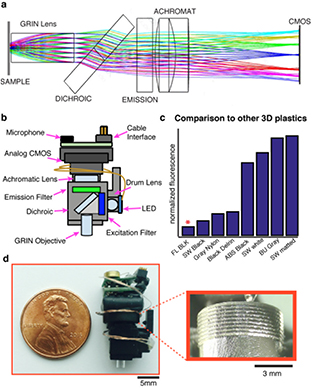 a
GRIN Lens
ACHROMAT
CMOS
SAMPLE
DICHROIC
EMISSION
b
Microphone
Cable
Interface
Analog CMOS
Achromatic Lens
Drum Lens
Emission Filter
LED
Dichroic
GRIN Objective
Excitation Filter
c
Comparison to other 3D plastics
normalized fluorescence
*
FL BLK
SW Black
Gray Nylon
Black Delrin
ABS Black
SW white
BU Gray
SW matted
d
5mm
3 mm